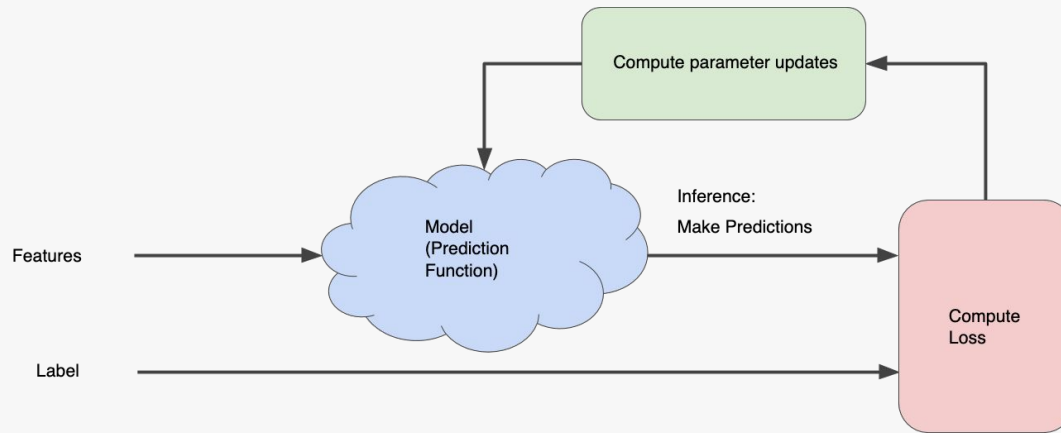 Compute parameter updates
Inference:
Make Predictions
Model
(Prediction
Function)
Features
Compute
Loss
Label